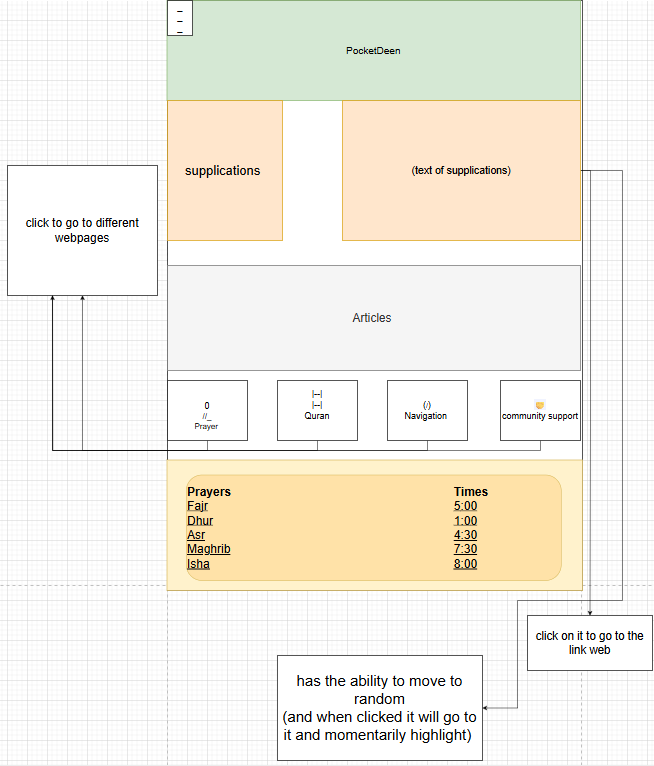 PocketDeen
supplications
(text of supplications)
click to go to different
webpages
Articles
0
//_
Prayer
|--|
|--|
Quran
(/)
Navigation
community support
Prayers Times
Fajr 5:00
Dhur 1:00
Asr 4:30
Maghrib 7:30
Isha 8:00
click on it to go to the
link web
has the ability to move to
random
(and when clicked it will go to
it and momentarily highlight)